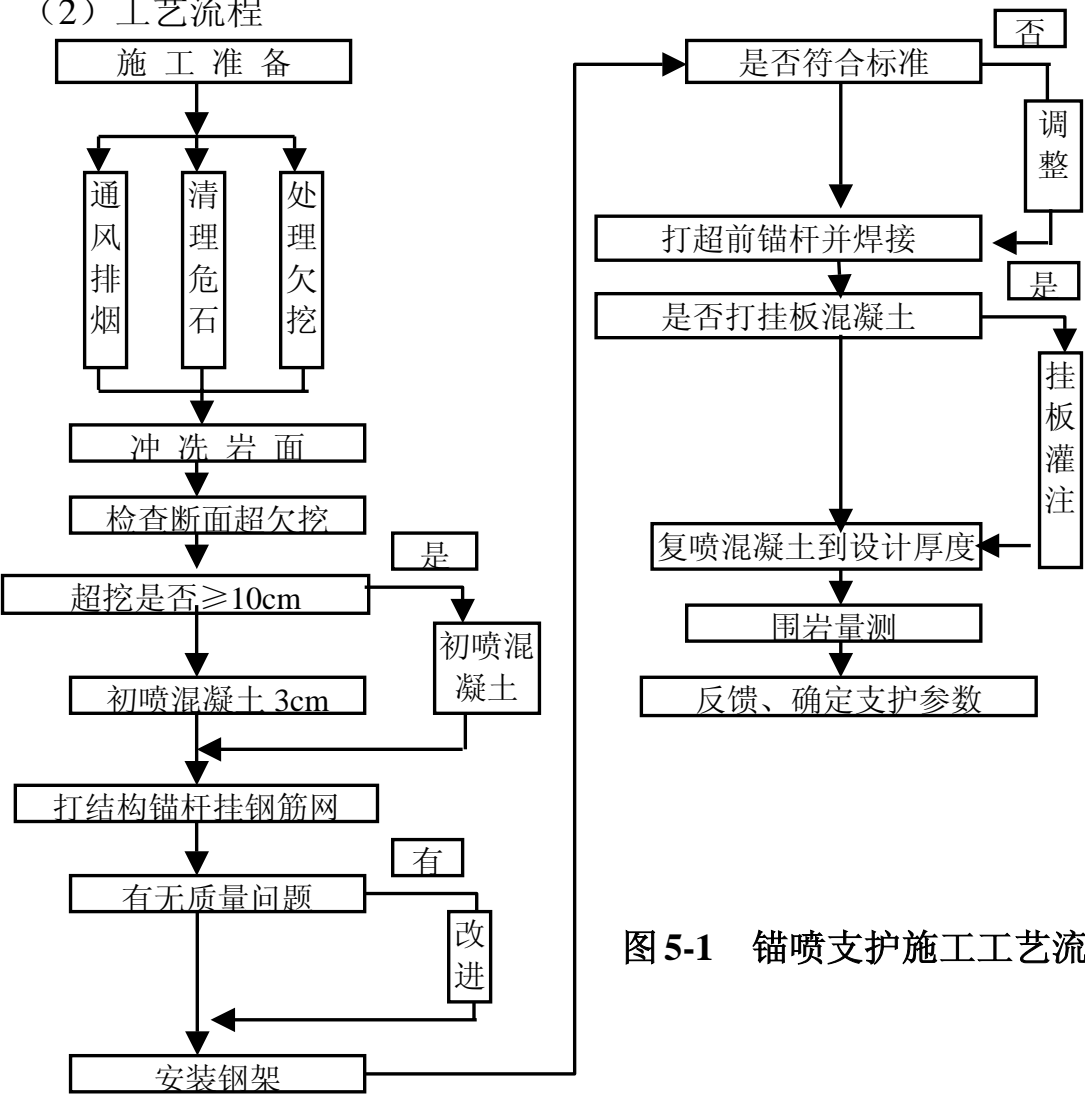 （2）工艺流程
施 工 准 备
通风排烟
清理危石
处理欠挖
冲 洗 岩 面
检查断面超欠挖
是
超挖是否≥10cm
初喷混
凝土
初喷混凝土 3cm
打结构锚杆挂钢筋网
有
有无质量问题
改进
安装钢架
否
是否符合标准
调整
打超前锚杆并焊接
是
是否打挂板混凝土
挂板灌注
复喷混凝土到设计厚度
围岩量测
反馈、确定支护参数
图 5-1 锚喷支护施工工艺流